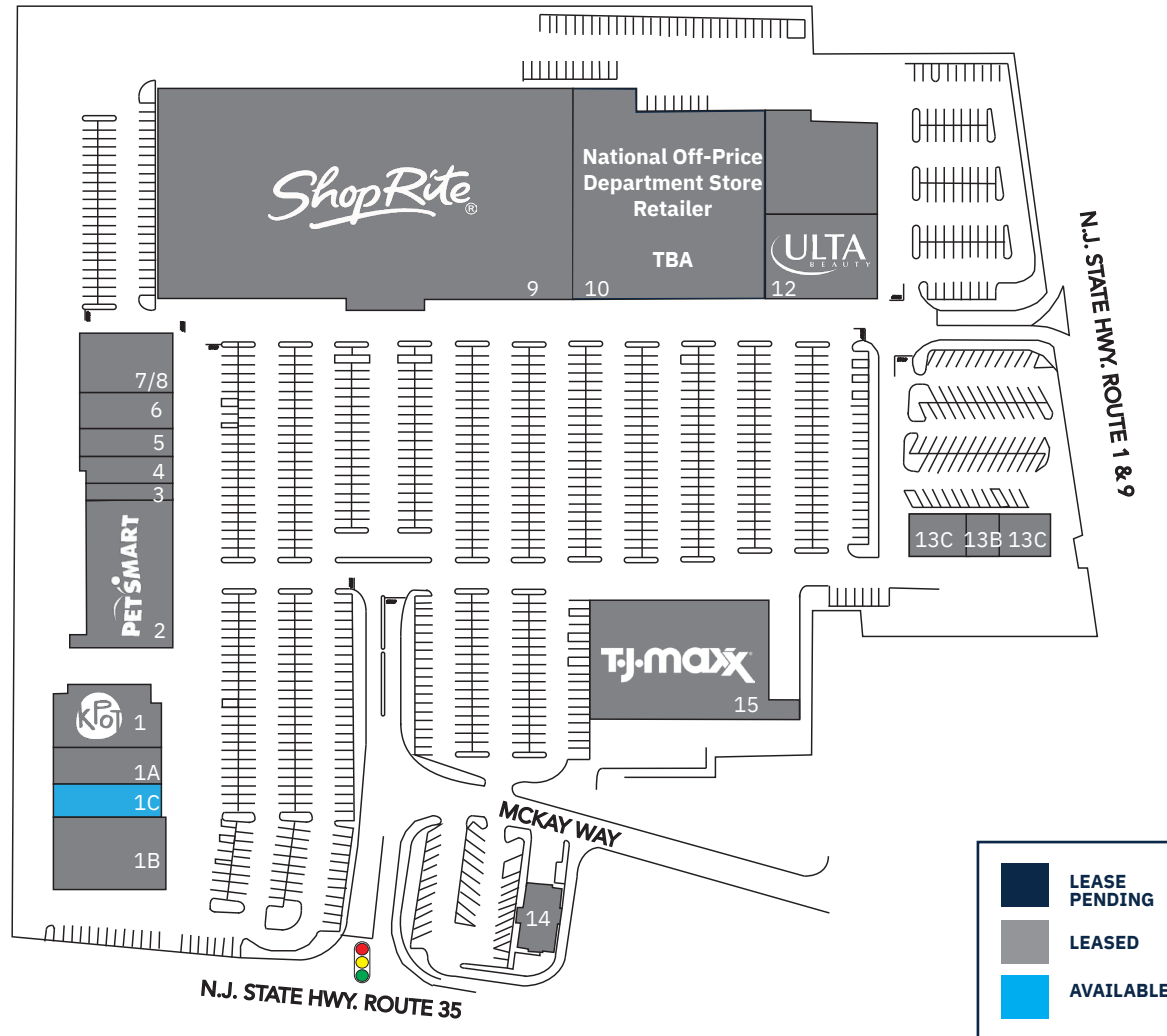 ShopRite®
9
National Off-Price
Department Store
Retailer
TBA
10
ULTA
BEAUTY
12
N.J. STATE HWY. ROUTE 1 & 9
7/8
6
5
4
3
PETSMART
2
13C 13B 13C
T·J·maxx
15
KPOT 1
1A
1C
1B
MCKAY WAY
14
N.J. STATE HWY. ROUTE 35
LEASE
PENDING
LEASED
AVAILABLE